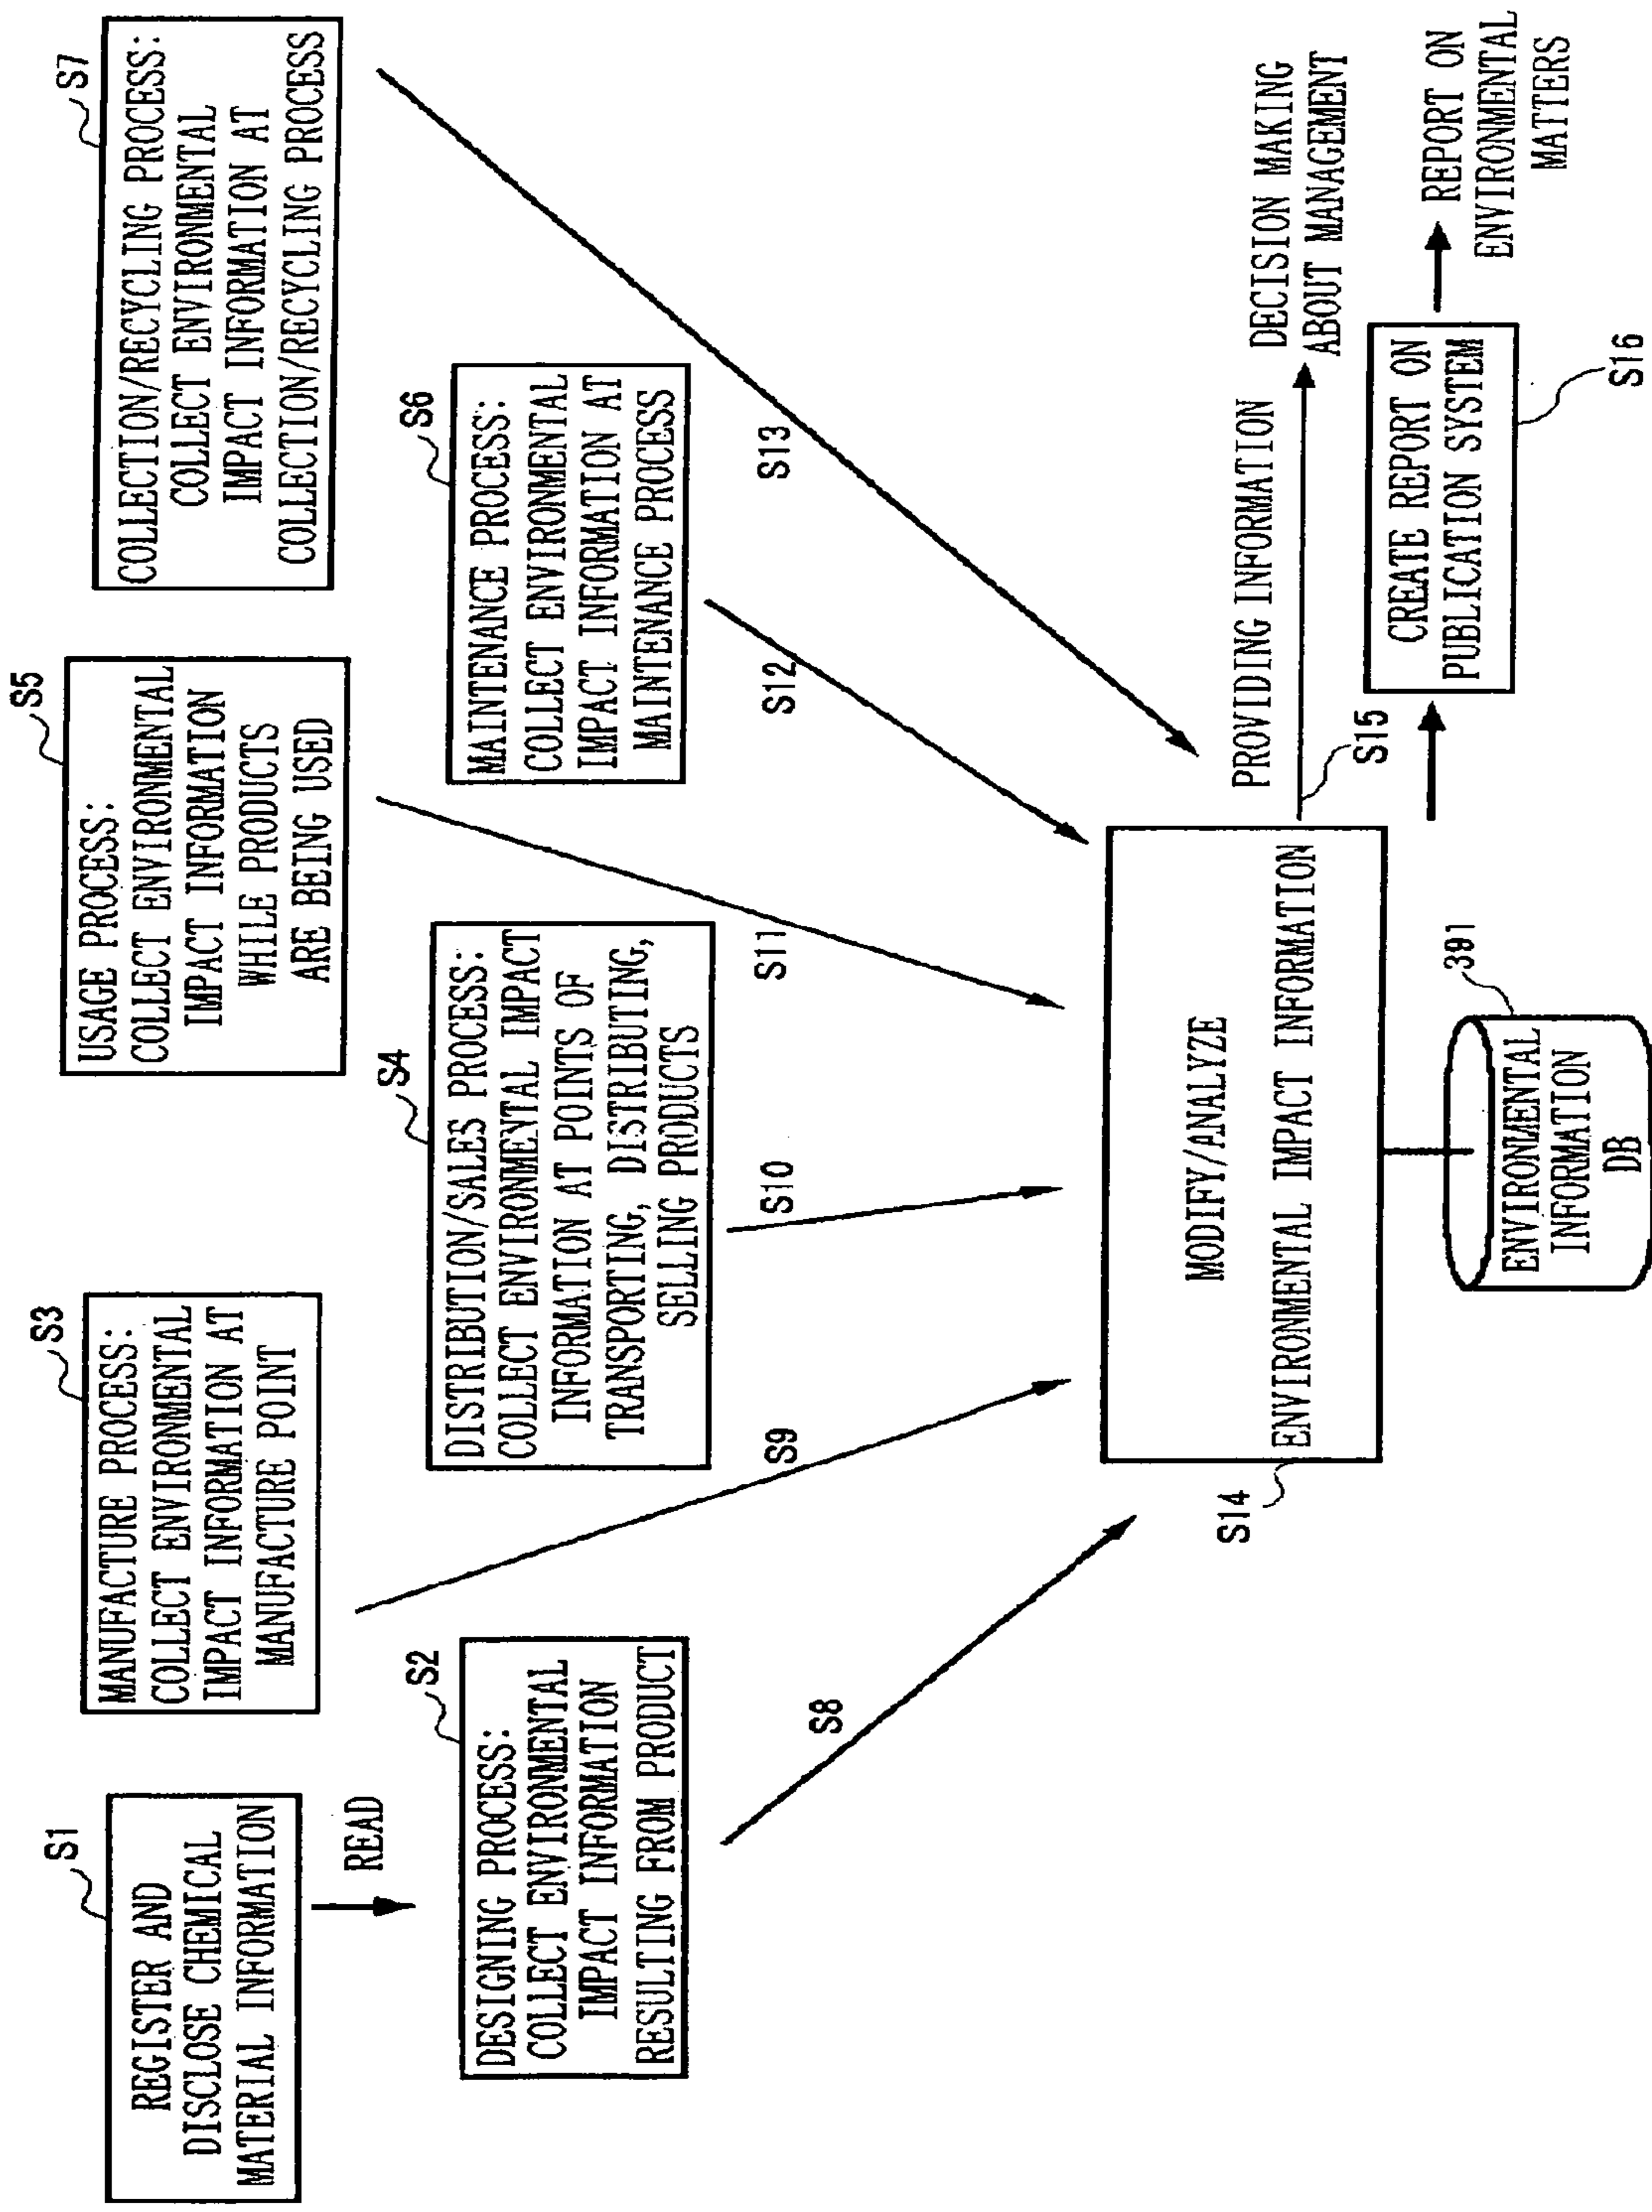 S1
REGISTER AND
DISCLOSE CHEMICAL
MATERIAL INFORMATION
READ
S2
DESIGNING PROCESS:
COLLECT ENVIRONMENTAL
IMPACT INFORMATION
RESULTING FROM PRODUCT
S3
MANUFACTURE PROCESS:
COLLECT ENVIRONMENTAL
IMPACT INFORMATION AT
MANUFACTURE POINT
S4
DISTRIBUTION/SALES PROCESS:
COLLECT ENVIRONMENTAL IMPACT
INFORMATION AT POINTS OF
TRANSPORTING, DISTRIBUTING,
SELLING PRODUCTS
S5
USAGE PROCESS:
COLLECT ENVIRONMENTAL
IMPACT INFORMATION
WHILE PRODUCTS
ARE BEING USED
S6
MAINTENANCE PROCESS:
COLLECT ENVIRONMENTAL
IMPACT INFORMATION AT
MAINTENANCE PROCESS
S7
COLLECTION/RECYCLING PROCESS:
COLLECT ENVIRONMENTAL
IMPACT INFORMATION AT
COLLECTION/RECYCLING PROCESS
S8
S9
S10
S11
S12
S13
S14
MODIFY/ANALYZE
ENVIRONMENTAL IMPACT INFORMATION
PROVIDING INFORMATION
S15
DECISION MAKING
ABOUT MANAGEMENT
CREATE REPORT ON
PUBLICATION SYSTEM
S16
REPORT ON
ENVIRONMENTAL
MATTERS
391
ENVIRONMENTAL
INFORMATION
DB